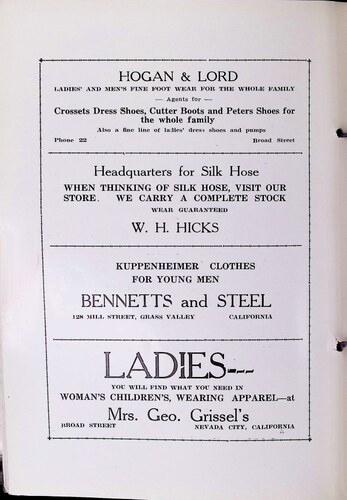 HOGAN & LORD
LADIES' AND MEN'S FINE FOOT WEAR FOR THE WHOLE FAMILY
— Agents for —
Crossets Dress Shoes, Cutter Boots and Peters Shoes for
the whole family
Also a fine line of ladies' dress shoes and pumps
Phone 22 Broad Street
Headquarters for Silk Hose
WHEN THINKING OF SILK HOSE, VISIT OUR
STORE. WE CARRY A COMPLETE STOCK
WEAR GUARANTEED
W. H. HICKS
KUPPENHEIMER CLOTHES
FOR YOUNG MEN
BENNETTS and STEEL
128 MILL STREET, GRASS VALLEY CALIFORNIA
LADIES---
YOU WILL FIND WHAT YOU NEED IN
WOMAN'S CHILDREN'S, WEARING APPAREL—at
Mrs. Geo. Grissel's
BROAD STREET NEVADA CITY, CALIFORNIA